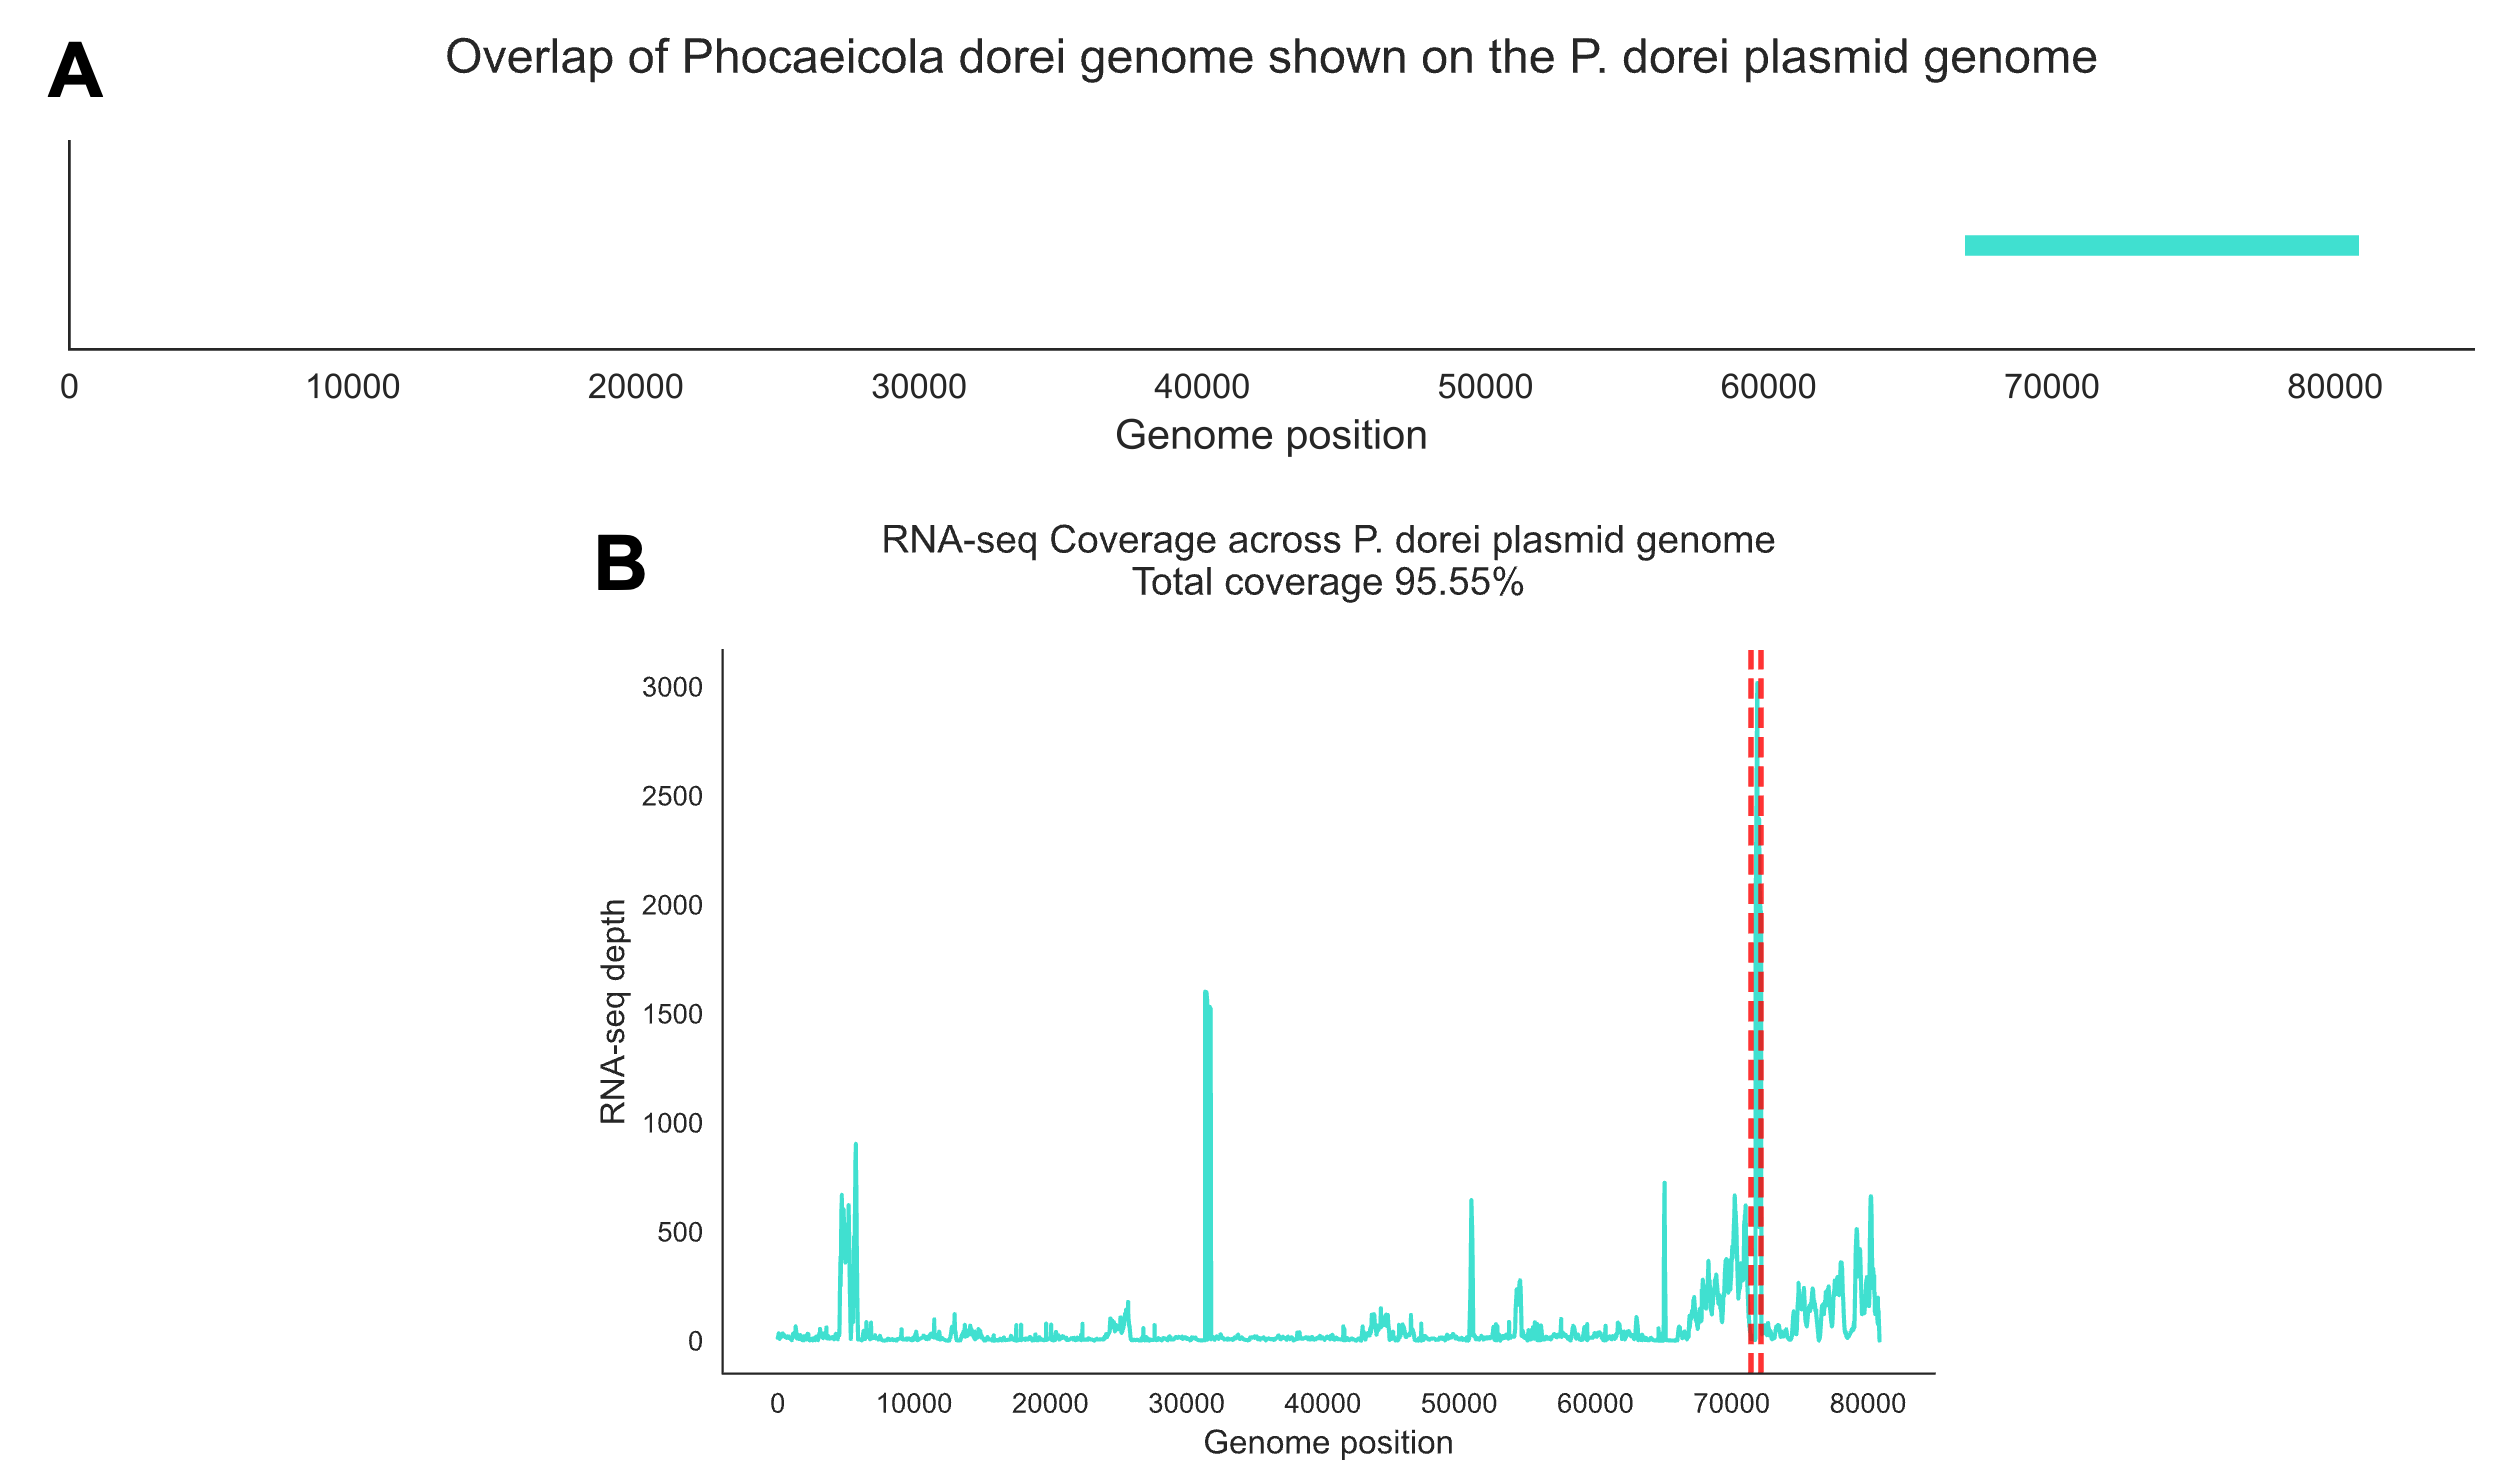 A
Overlap of Phocaeicola dorei genome shown on the P. dorei plasmid genome
0 10000 20000 30000 40000 50000 60000 70000 80000
Genome position
B
RNA-seq Coverage across P. dorei plasmid genome
Total coverage 95.55%
RNA-seq depth
3000
2500
2000
1500
1000
500
0
0 10000 20000 30000 40000 50000 60000 70000 80000
Genome position